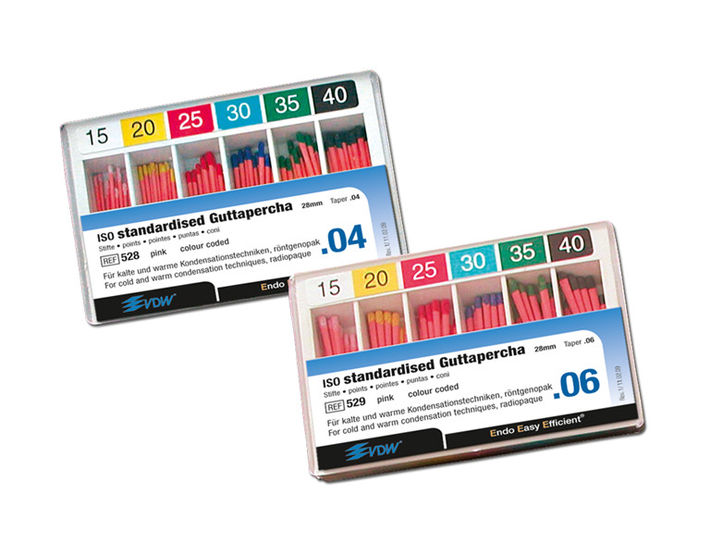 15 20 25 30 35 40
ISO standardised Guttapercha 28mm Taper .04
Stifte • points • pointes • puntas • coni
REF 528 pink colour coded
.04
Für kalte und warme Kondensationstechniken, röntgenopak
For cold and warm condensation techniques, radiopaque
VDW
Endo
15 20 25 30 35 40
ISO standardised Guttapercha 28mm Taper .06
Stifte • points • pointes • puntas • coni
REF 529 pink colour coded
.06
Für kalte und warme Kondensationstechniken, röntgenopak
For cold and warm condensation techniques, radiopaque
VDW®
Endo Easy Efficient®